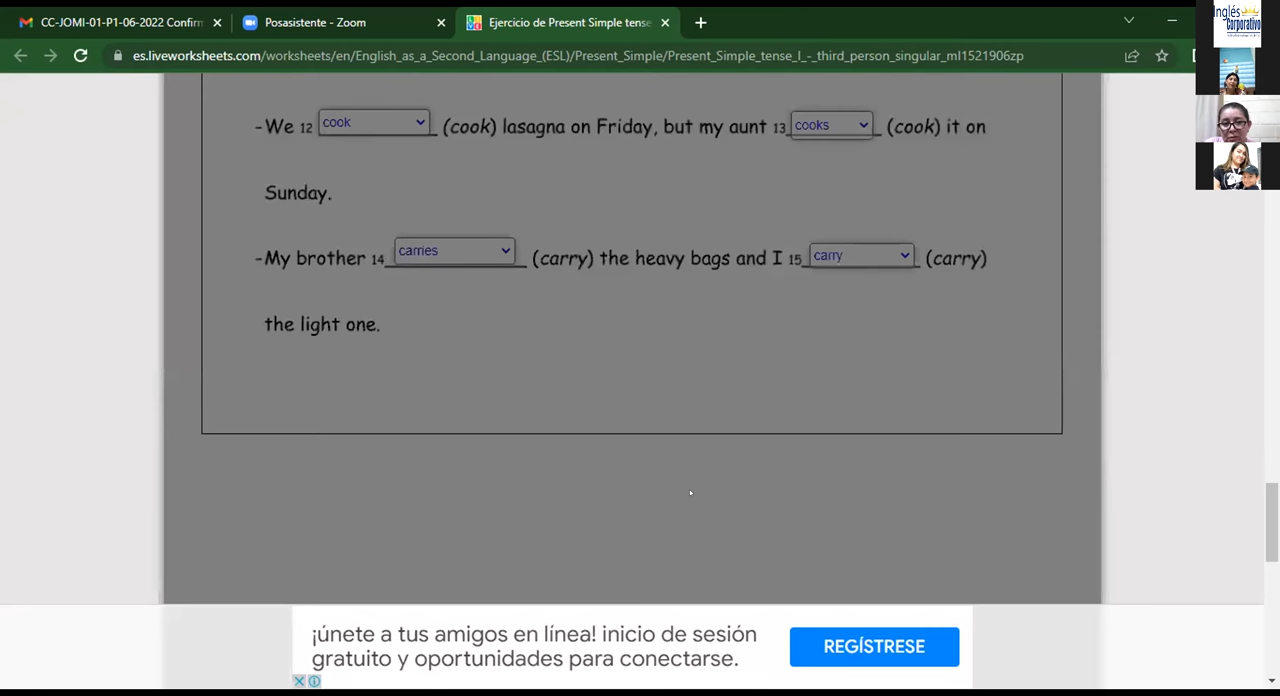 CC-JOMI-01-P1-06-2022 Confirm
Posasistente - Zoom
Ejercicio de Present Simple tense
es.liveworksheets.com/worksheets/en/English_as_a_Second_Language_(ESL)/Present_Simple/Present_Simple_tense_I_-_third_person_singular_ml1521906zp
Inglés
Corporativo
-We 12 cook (cook) lasagna on Friday, but my aunt 13 cooks (cook) it on
Sunday.
-My brother 14 carries (carry) the heavy bags and I 15 carry (carry)
the light one.
¡únete a tus amigos en línea! inicio de sesión
gratuito y oportunidades para conectarse.
REGÍSTRESE